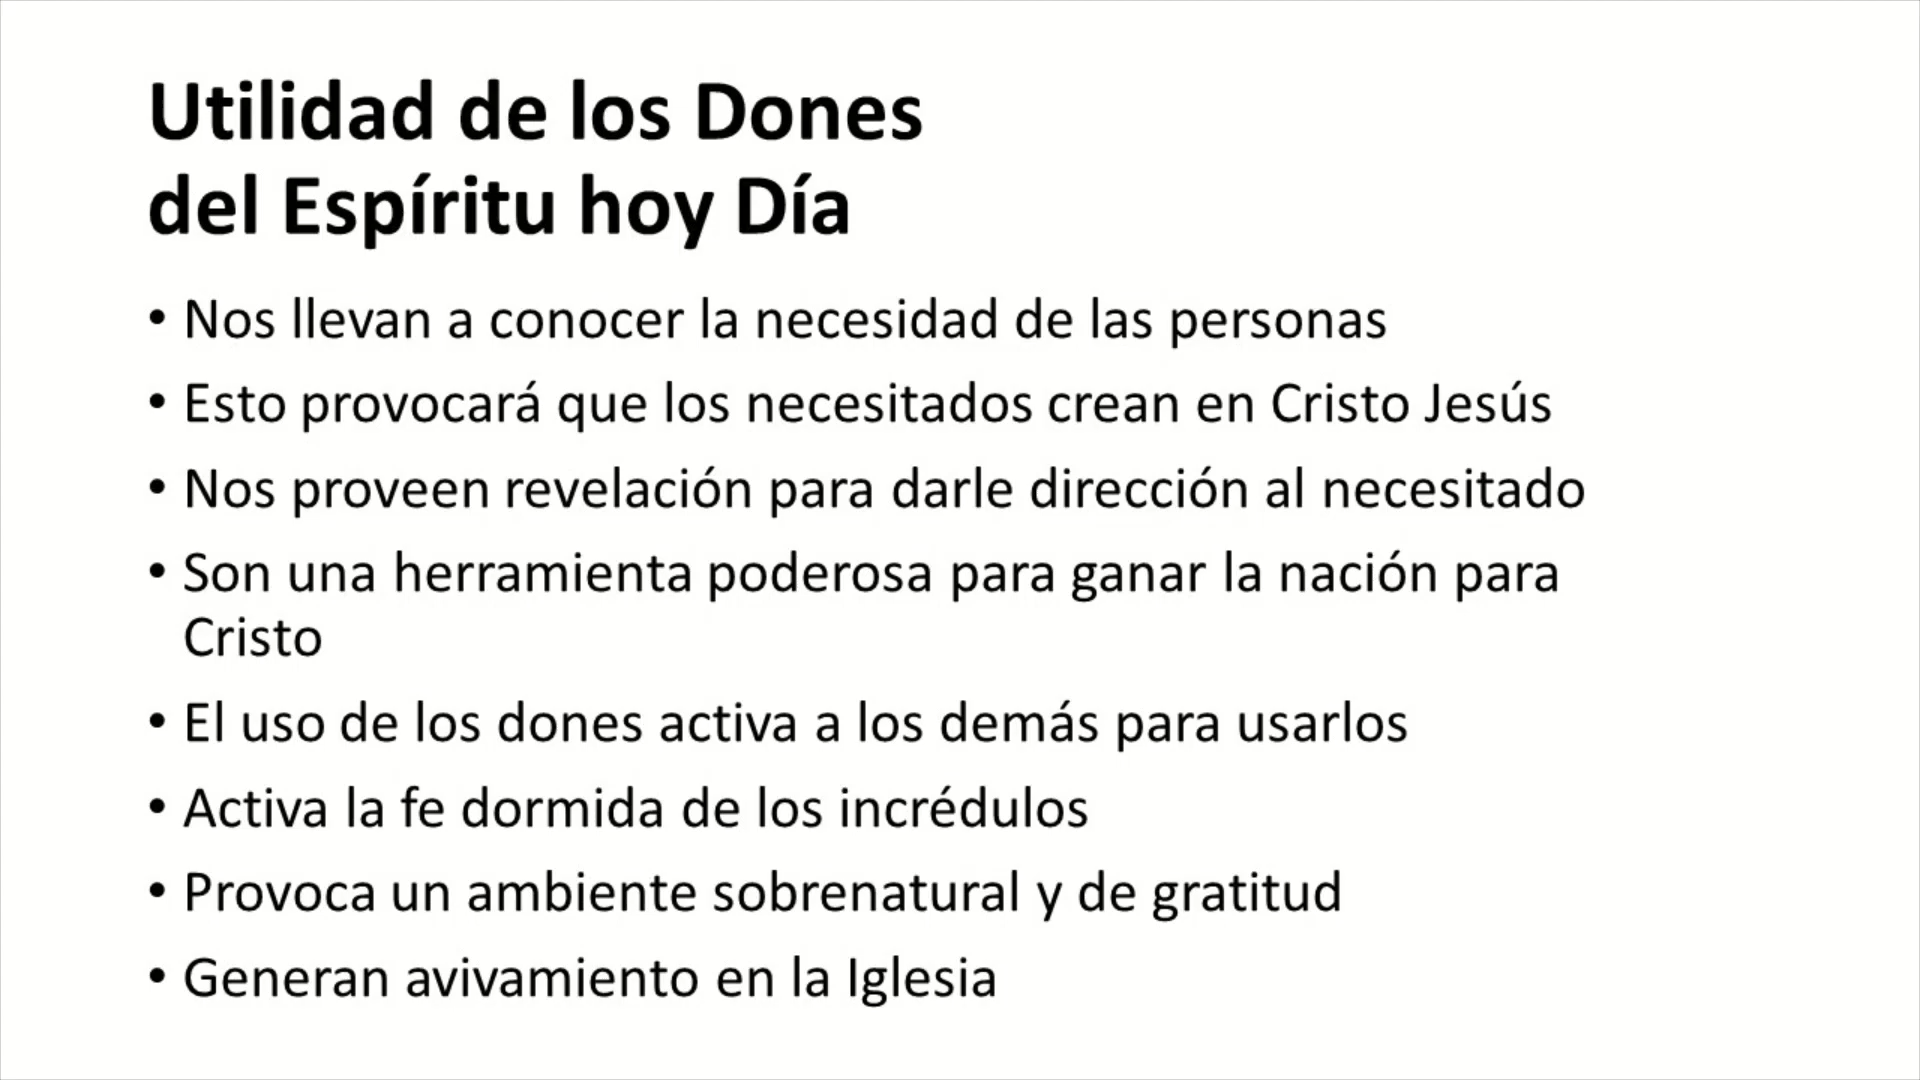 Utilidad de los Dones
del Espíritu hoy Día
• Nos llevan a conocer la necesidad de las personas
• Esto provocará que los necesitados crean en Cristo Jesús
• Nos proveen revelación para darle dirección al necesitado
• Son una herramienta poderosa para ganar la nación para
Cristo
• El uso de los dones activa a los demás para usarlos
• Activa la fe dormida de los incrédulos
• Provoca un ambiente sobrenatural y de gratitud
• Generan avivamiento en la Iglesia